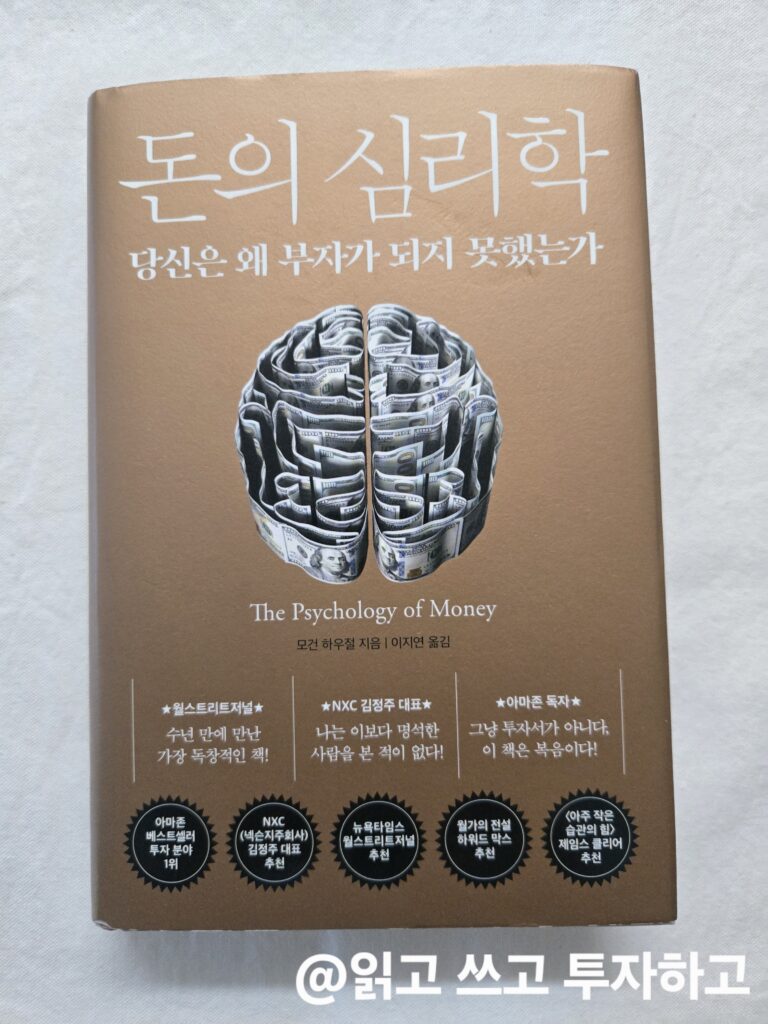 돈의 심리학
당신은 왜 부자가 되지 못했는가
The Psychology of Money
모건 하우절 지음 | 이지연 옮김
★월스트리트저널★
수년 만에 만난
가장 독창적인 책!
★NXC 김정주 대표★
나는 이보다 명석한
사람을 본 적이 없다!
★아마존 독자★
그냥 투자서가 아니다,
이 책은 복음이다!
아마존
베스트셀러
투자 분야
1위
NXC
(넥슨지주회사)
김정주 대표
추천
뉴욕타임스
월스트리트저널
추천
월가의 전설
하워드 막스
추천
〈아주 작은
습관의 힘〉
제임스 클리어
추천
@읽고 쓰고 투자하고